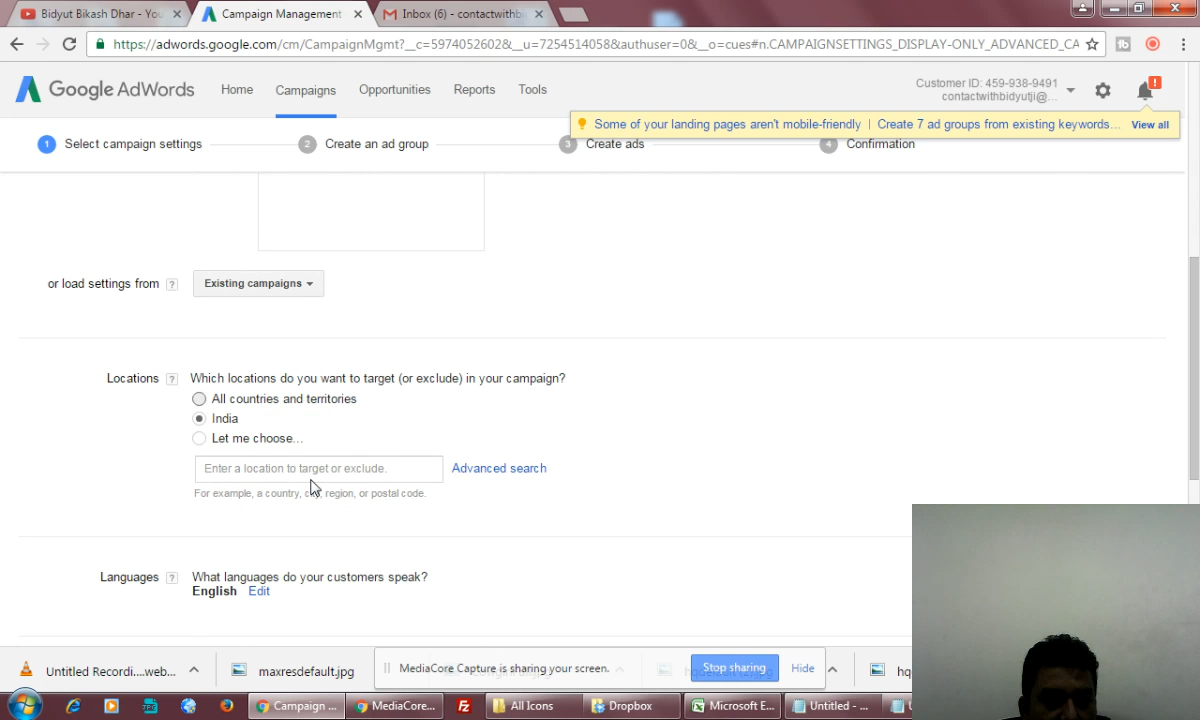 Bidyut Bikash Dhar - You
Campaign Management
Inbox (6) - contactwithbi
https://adwords.google.com/cm/CampaignMgmt?__c=5974052602&__u=7254514058&authuser=0&__o=cues#n.CAMPAIGNSETTINGS_DISPLAY-ONLY_ADVANCED_CA
Google AdWords
Home
Campaigns
Opportunities
Reports
Tools
Customer ID: 459-938-9491
contactwithbidyutji@...
Some of your landing pages aren't mobile-friendly | Create 7 ad groups from existing keywords... View all
1 Select campaign settings
2 Create an ad group
3 Create ads
4 Confirmation
or load settings from ?
Existing campaigns
Locations ? Which locations do you want to target (or exclude) in your campaign?
All countries and territories
India
Let me choose...
Enter a location to target or exclude. Advanced search
For example, a country, city, region, or postal code.
Languages ? What languages do your customers speak?
English Edit
Untitled Recordi....web...
maxresdefault.jpg
MediaCore Capture is sharing your screen.
Stop sharing
Hide
hq
Campaign ...
MediaCore...
All Icons
Dropbox
Microsoft E...
Untitled - ...